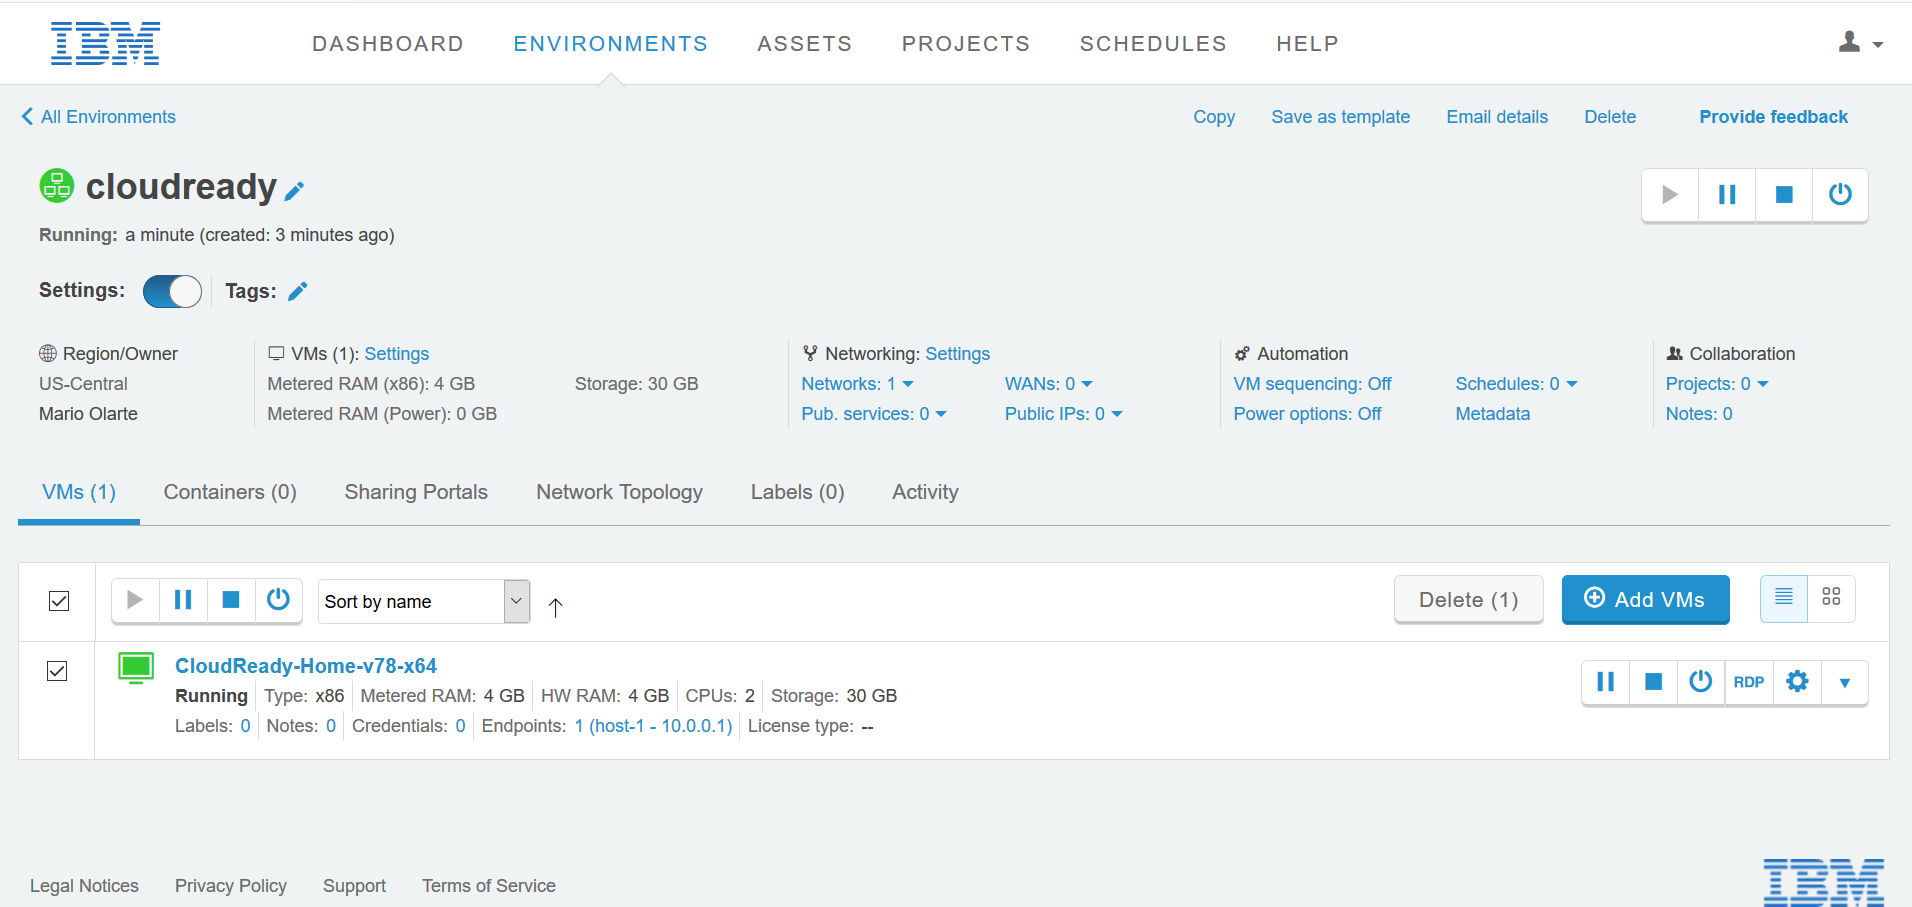 IBM
DASHBOARD ENVIRONMENTS ASSETS PROJECTS SCHEDULES HELP
All Environments Copy Save as template Email details Delete Provide feedback
cloudready
Running: a minute (created: 3 minutes ago)
Settings: Tags:
Region/Owner VMs (1): Settings Networking: Settings Automation Collaboration
US-Central Metered RAM (x86): 4 GB Storage: 30 GB Networks: 1 WANs: 0 VM sequencing: Off Schedules: 0 Projects: 0
Mario Olarte Metered RAM (Power): 0 GB Pub. services: 0 Public IPs: 0 Power options: Off Metadata Notes: 0
VMs (1) Containers (0) Sharing Portals Network Topology Labels (0) Activity
Sort by name Delete (1) Add VMs
CloudReady-Home-v78-x64
Running Type: x86 Metered RAM: 4 GB HW RAM: 4 GB CPUs: 2 Storage: 30 GB RDP
Labels: 0 Notes: 0 Credentials: 0 Endpoints: 1 (host-1 - 10.0.0.1) License type: --
Legal Notices Privacy Policy Support Terms of Service
IBM